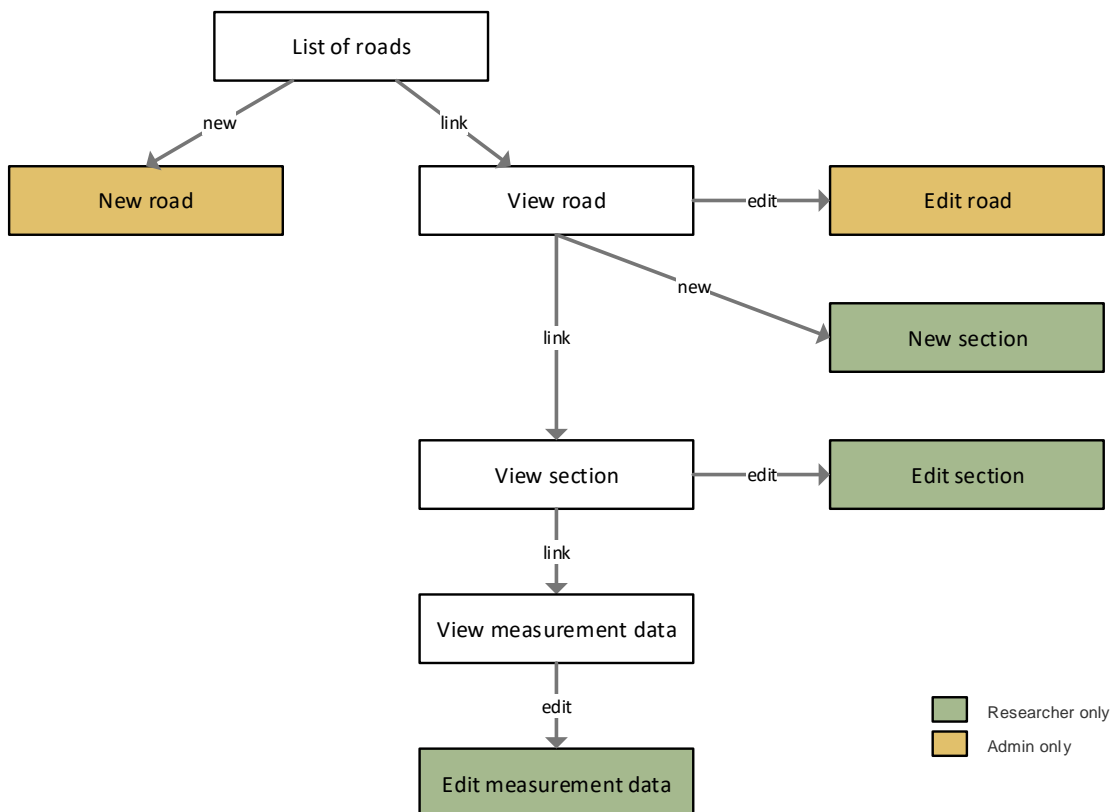 List of roads
new
link
New road
View road
edit
Edit road
new
link
New section
View section
edit
Edit section
link
View measurement data
edit
Edit measurement data
Researcher only
Admin only